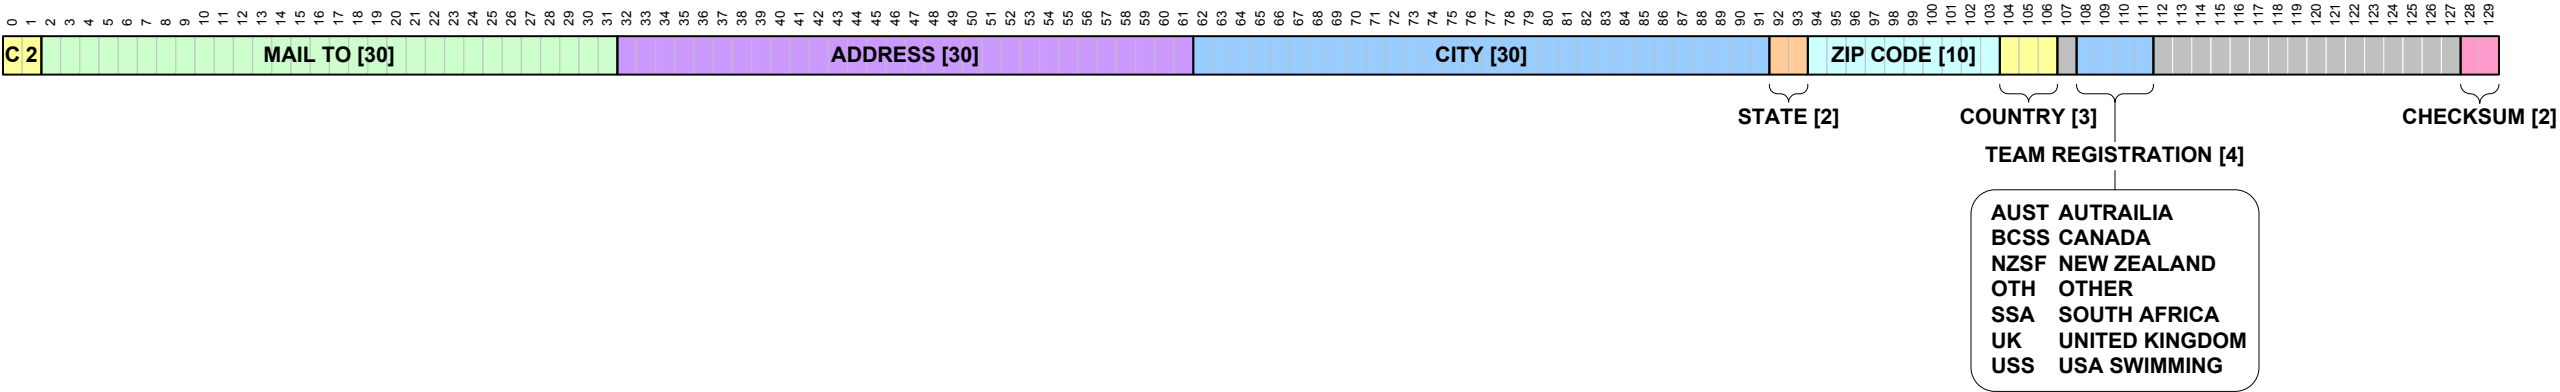 0 1 2 3 4 5 6 7 8 9 10 11 12 13 14 15 16 17 18 19 20 21 22 23 24 25 26 27 28 29 30 31 32 33 34 35 36 37 38 39 40 41 42 43 44 45 46 47 48 49 50 51 52 53 54 55 56 57 58 59 60 61 62 63 64 65 66 67 68 69 70 71 72 73 74 75 76 77 78 79 80 81 82 83 84 85 86 87 88 89 90 91 92 93 94 95 96 97 98 99 100 101 102 103 104 105 106 107 108 109 110 111 112 113 114 115 116 117 118 119 120 121 122 123 124 125 126 127 128 129
C 2 MAIL TO [30] ADDRESS [30] CITY [30] ZIP CODE [10]
STATE [2] COUNTRY [3] CHECKSUM [2]
TEAM REGISTRATION [4]
AUST AUTRAILIA
BCSS CANADA
NZSF NEW ZEALAND
OTH OTHER
SSA SOUTH AFRICA
UK UNITED KINGDOM
USS USA SWIMMING